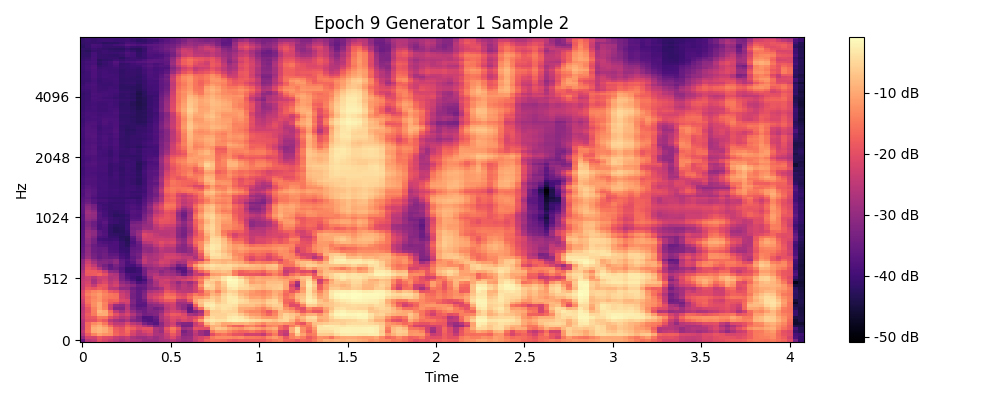 Epoch 9 Generator 1 Sample 2
Hz
4096
2048
1024
512
0
0 0.5 1 1.5 2 2.5 3 3.5 4
Time
-10 dB
-20 dB
-30 dB
-40 dB
-50 dB